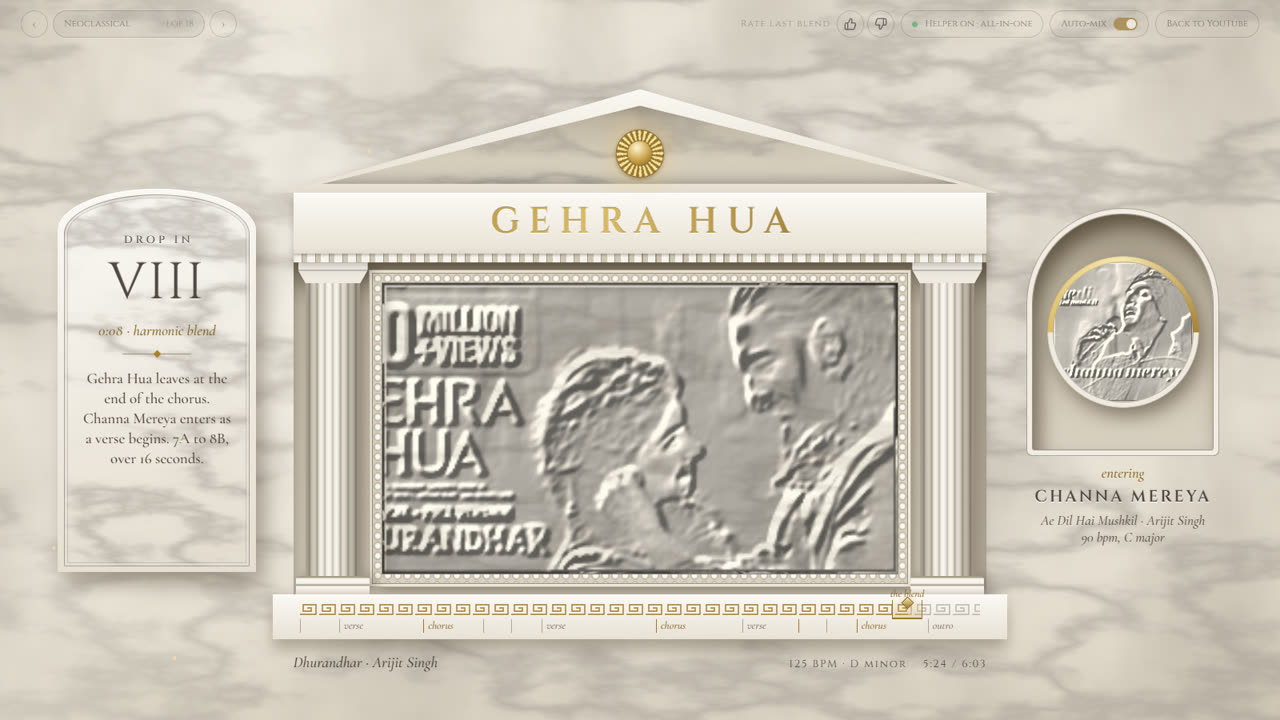 ‹ NEOCLASSICAL 1 OF 18 ›
RATE LAST BLEND
HELPER ON · ALL-IN-ONE
AUTO-MIX
BACK TO YOUTUBE
DROP IN
VIII
0:08 · harmonic blend
Gehra Hua leaves at the
end of the chorus.
Channa Mereya enters as
a verse begins. 7A to 8B,
over 16 seconds.
GEHRA HUA
0 MILLION
+VIEWS
EHRA
HUA
URANDHAR
the blend
verse chorus verse chorus verse chorus outro
Dhurandhar · Arijit Singh
125 BPM · D MINOR 5:24 / 6:03
channa mereya
entering
CHANNA MEREYA
Ae Dil Hai Mushkil · Arijit Singh
90 bpm, C major